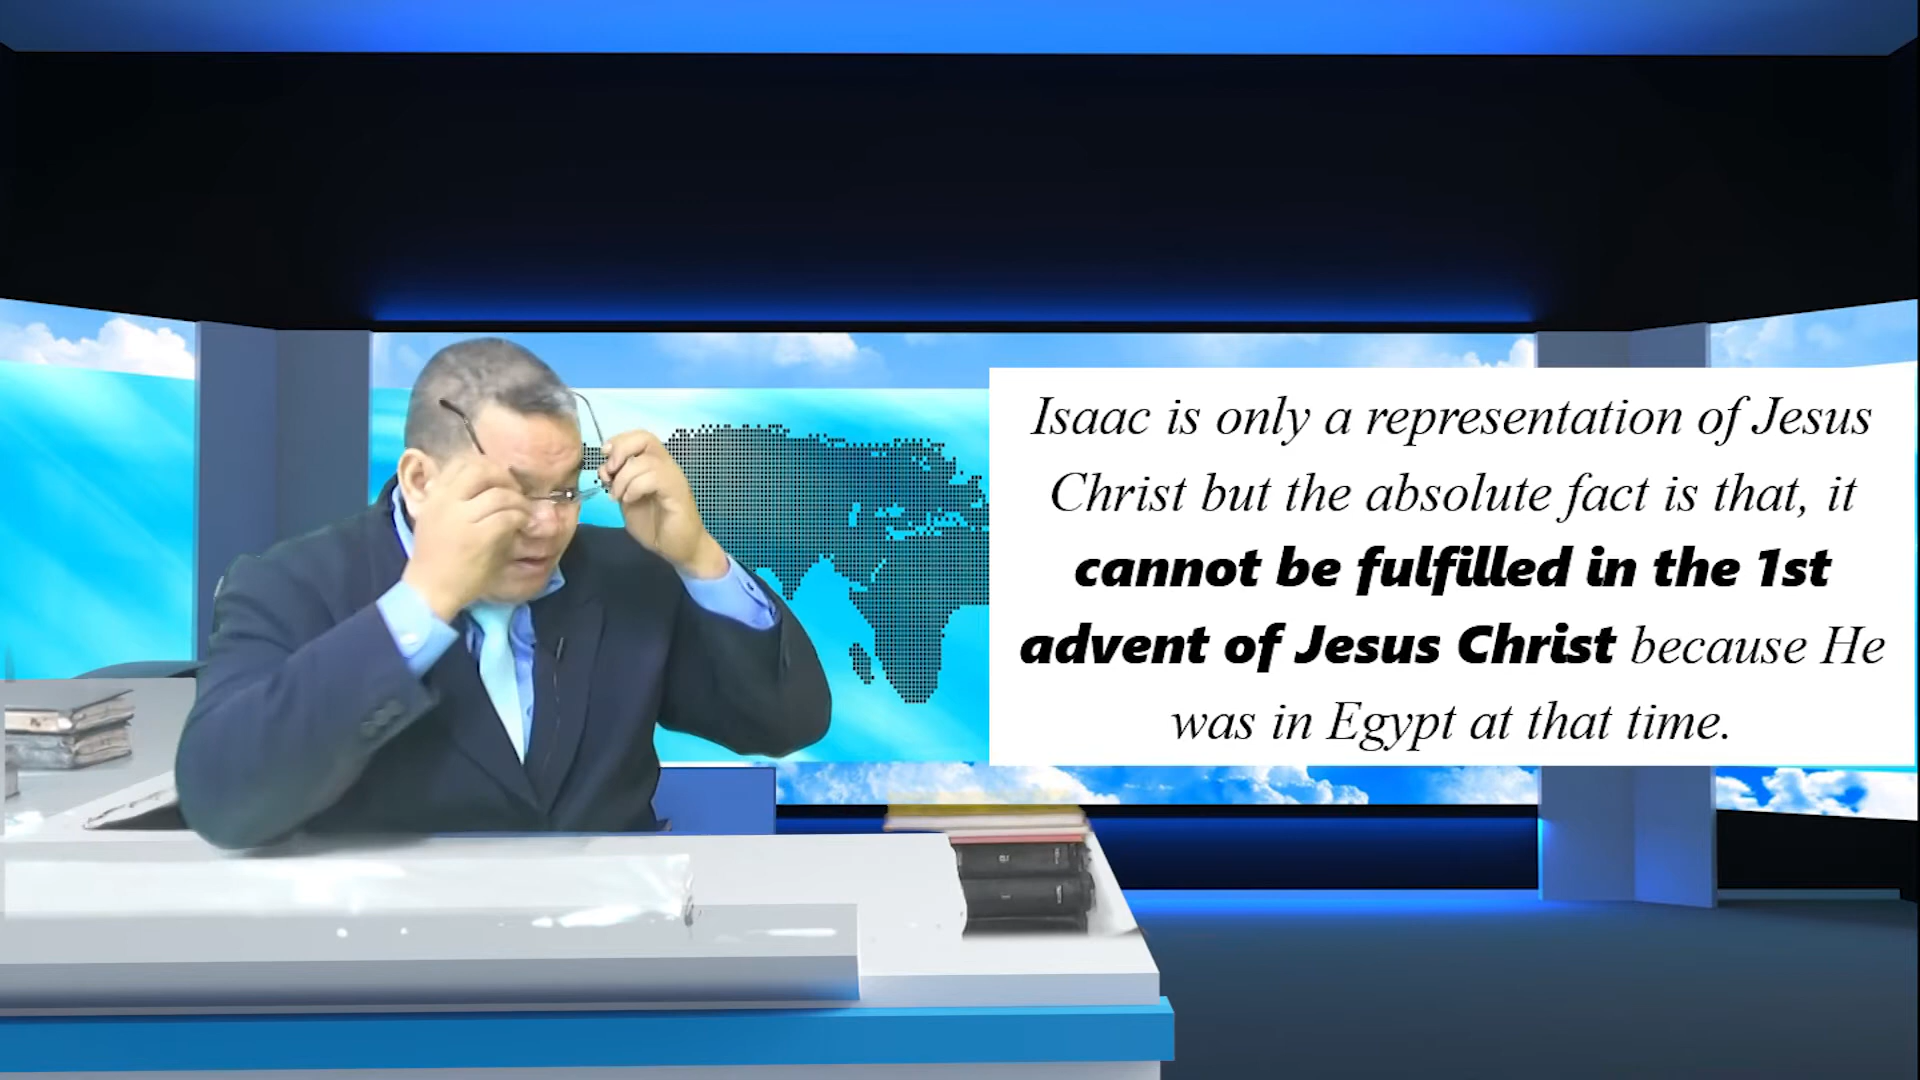 Isaac is only a representation of Jesus
Christ but the absolute fact is that, it
cannot be fulfilled in the 1st
advent of Jesus Christ because He
was in Egypt at that time.